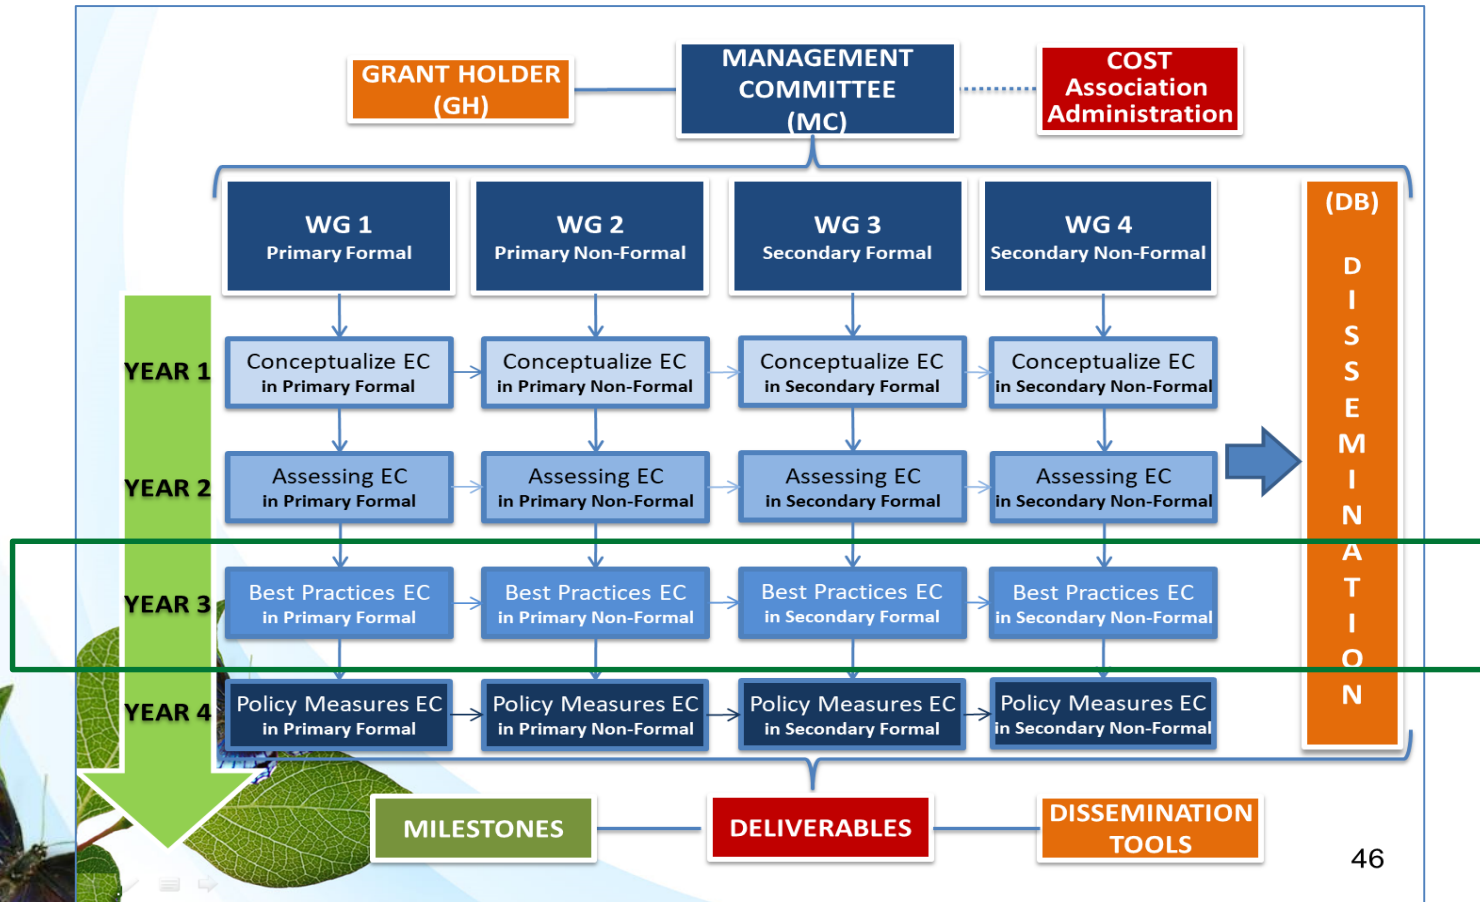 GRANT HOLDER
(GH)
MANAGEMENT
COMMITTEE
(MC)
COST
Association
Administration
WG 1
Primary Formal
WG 2
Primary Non-Formal
WG 3
Secondary Formal
WG 4
Secondary Non-Formal
(DB)
DISSEMINATION
YEAR 1
Conceptualize EC
in Primary Formal
Conceptualize EC
in Primary Non-Formal
Conceptualize EC
in Secondary Formal
Conceptualize EC
in Secondary Non-Formal
YEAR 2
Assessing EC
in Primary Formal
Assessing EC
in Primary Non-Formal
Assessing EC
in Secondary Formal
Assessing EC
in Secondary Non-Formal
YEAR 3
Best Practices EC
in Primary Formal
Best Practices EC
in Primary Non-Formal
Best Practices EC
in Secondary Formal
Best Practices EC
in Secondary Non-Formal
YEAR 4
Policy Measures EC
in Primary Formal
Policy Measures EC
in Primary Non-Formal
Policy Measures EC
in Secondary Formal
Policy Measures EC
in Secondary Non-Formal
MILESTONES
DELIVERABLES
DISSEMINATION
TOOLS
46